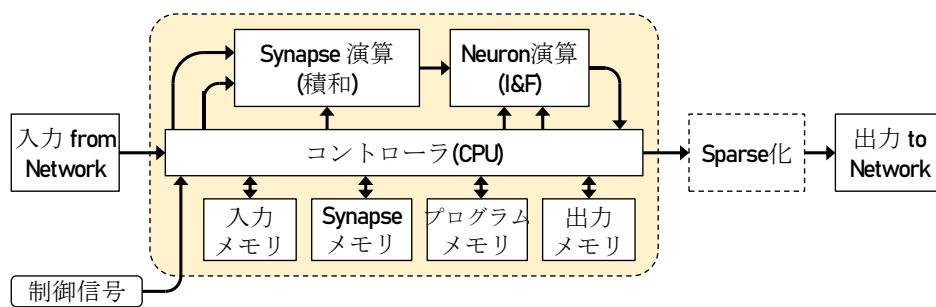 Synapse 演算
(積和)
Neuron演算
(I&F)
入力 from
Network
コントローラ(CPU)
Sparse化
出力 to
Network
入力
メモリ
Synapse
メモリ
プログラム
メモリ
出力
メモリ
制御信号